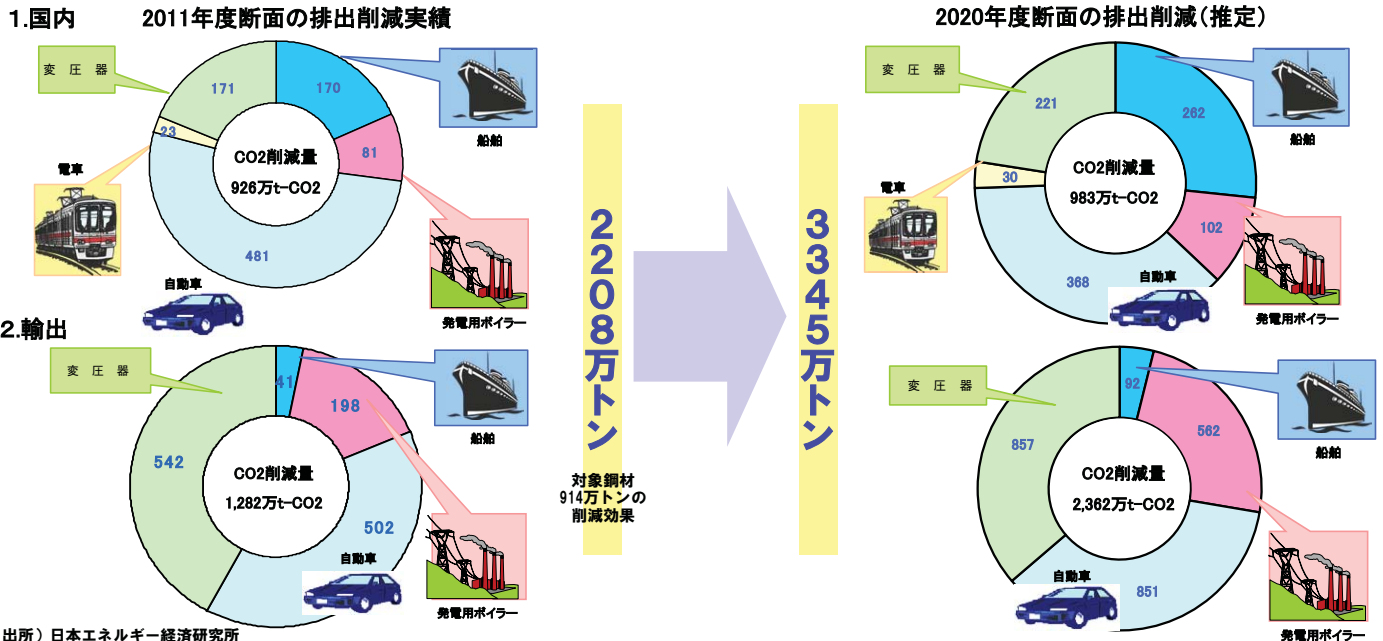 1.国内
2011年度断面の排出削減実績
変 圧 器
171
170
船舶
23
81
CO2削減量
926万t-CO2
電車
481
自動車
発電用ボイラー
2.輸出
変 圧 器
41
198
船舶
542
CO2削減量
1,282万t-CO2
502
自動車
発電用ボイラー
出所）日本エネルギー経済研究所
2208万トン
対象鋼材
914万トンの
削減効果
3345万トン
2020年度断面の排出削減（推定）
変 圧 器
221
262
船舶
CO2削減量
983万t-CO2
電車
30
102
368
自動車
発電用ボイラー
変 圧 器
92
562
船舶
857
CO2削減量
2,362万t-CO2
自動車
851
発電用ボイラー